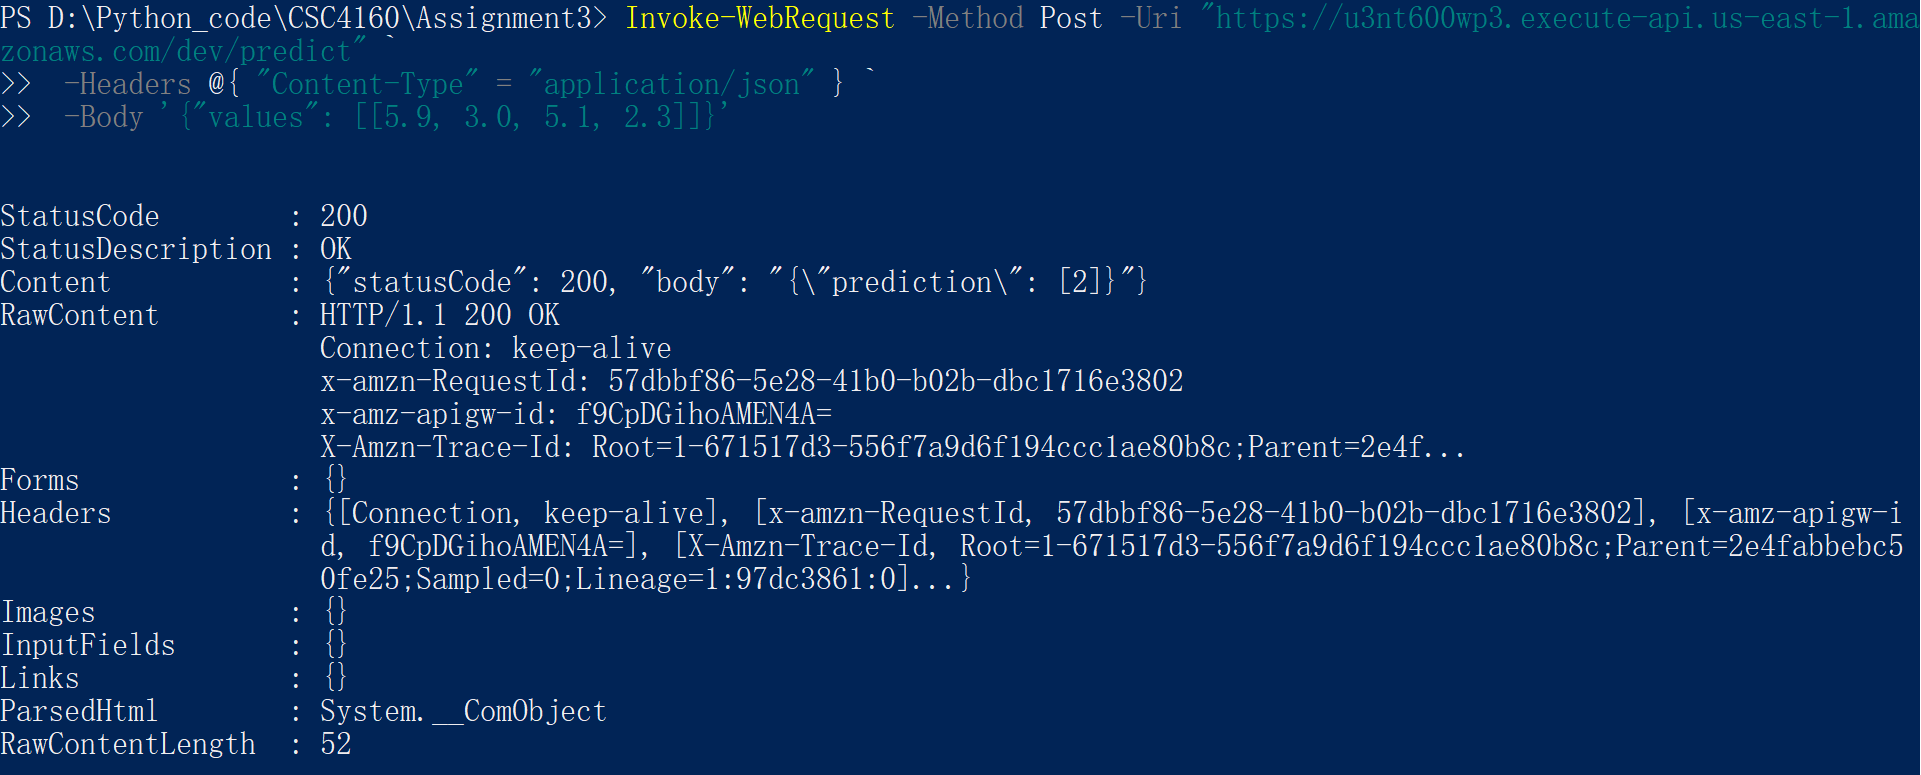 PS D:\Python_code\CSC4160\Assignment3> Invoke-WebRequest -Method Post -Uri "https://u3nt600wp3.execute-api.us-east-1.ama
zonaws.com/dev/predict" `
>>  -Headers @{ "Content-Type" = "application/json" } `
>>  -Body '{"values": [[5.9, 3.0, 5.1, 2.3]]}'
StatusCode        : 200
StatusDescription : OK
Content           : {"statusCode": 200, "body": "{\"prediction\": [2]}"}
RawContent        : HTTP/1.1 200 OK
                    Connection: keep-alive
                    x-amzn-RequestId: 57dbbf86-5e28-41b0-b02b-dbc1716e3802
                    x-amz-apigw-id: f9CpDGihoAMEN4A=
                    X-Amzn-Trace-Id: Root=1-671517d3-556f7a9d6f194ccc1ae80b8c;Parent=2e4f...
Forms             : {}
Headers           : {[Connection, keep-alive], [x-amzn-RequestId, 57dbbf86-5e28-41b0-b02b-dbc1716e3802], [x-amz-apigw-i
                    d, f9CpDGihoAMEN4A=], [X-Amzn-Trace-Id, Root=1-671517d3-556f7a9d6f194ccc1ae80b8c;Parent=2e4fabbebc5
                    0fe25;Sampled=0;Lineage=1:97dc3861:0]...}
Images            : {}
InputFields       : {}
Links             : {}
ParsedHtml        : System.__ComObject
RawContentLength  : 52